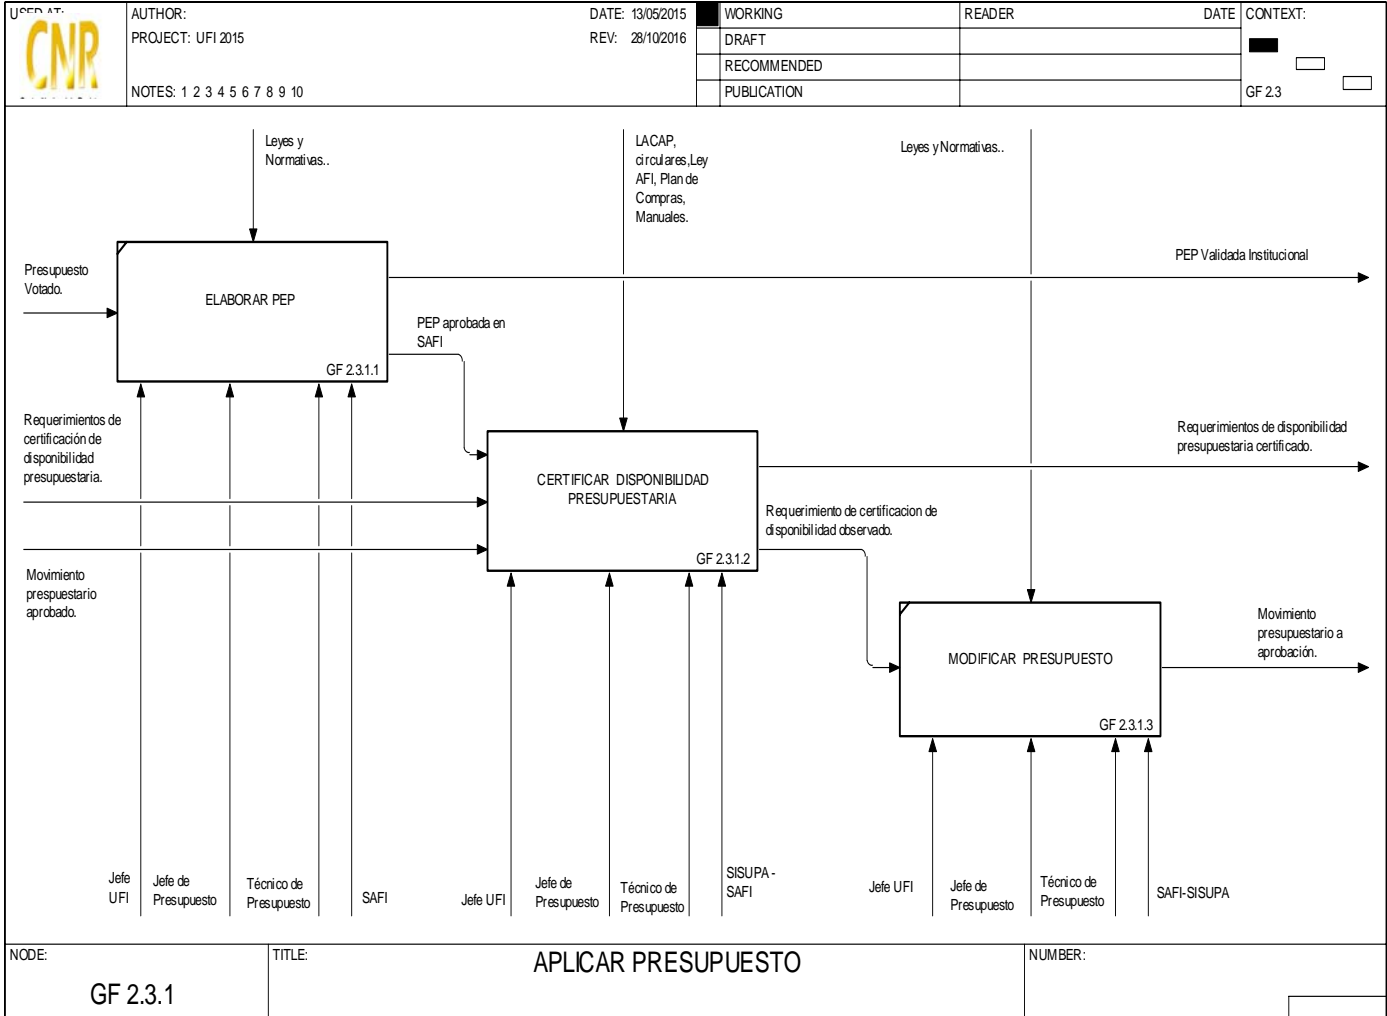 USED AT:
CNR
AUTHOR:
PROJECT: UFI 2015
NOTES: 1 2 3 4 5 6 7 8 9 10
DATE: 13/05/2015
REV: 28/10/2016
WORKING
DRAFT
RECOMMENDED
PUBLICATION
READER
DATE
CONTEXT:
GF 2.3
Leyes y
Normativas..
LACAP,
circulares,Ley
AFI, Plan de
Compras,
Manuales.
Leyes y Normativas..
Presupuesto
Votado.
ELABORAR PEP
GF 2.3.1.1
PEP Validada Institucional
PEP aprobada en
SAFI
Requerimientos de
certificación de
disponibilidad
presupuestaria.
CERTIFICAR DISPONIBILIDAD
PRESUPUESTARIA
GF 2.3.1.2
Requerimientos de disponibilidad
presupuestaria certificado.
Requerimiento de certificacion de
disponibilidad observado.
Movimiento
prespuestario
aprobado.
MODIFICAR PRESUPUESTO
GF 2.3.1.3
Movimiento
presupuestario a
aprobación.
Jefe
UFI
Jefe de
Presupuesto
Técnico de
Presupuesto
SAFI
Jefe UFI
Jefe de
Presupuesto
Técnico de
Presupuesto
SISUPA -
SAFI
Jefe UFI
Jefe de
Presupuesto
Técnico de
Presupuesto
SAFI-SISUPA
NODE:
GF 2.3.1
TITLE:
APLICAR PRESUPUESTO
NUMBER: